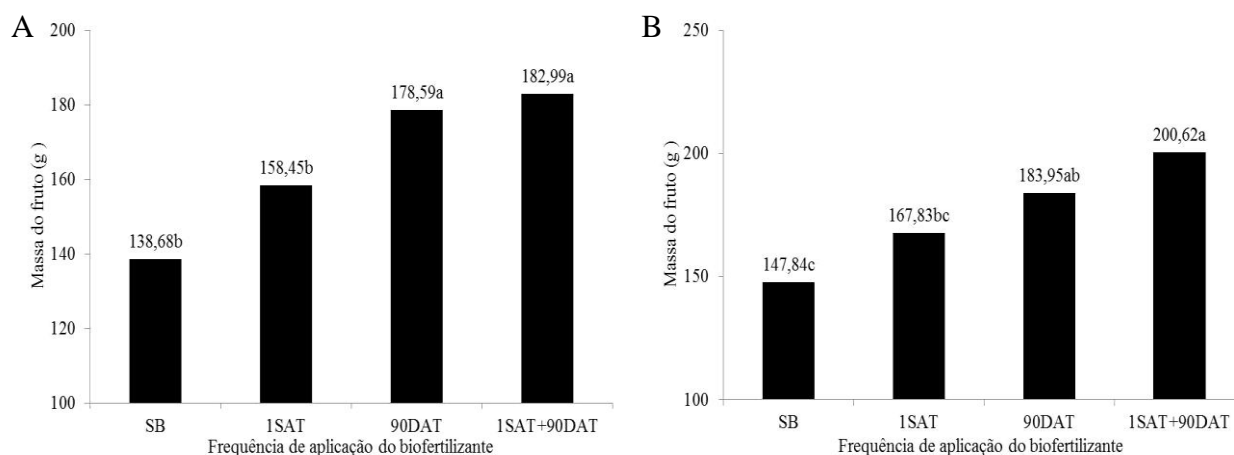 A
200
180
160
140
120
100
Massa do fruto (g )
138,68b
158,45b
178,59a
182,99a
SB
1SAT
90DAT
1SAT+90DAT
Frequência de aplicação do biofertilizante
B
250
200
150
100
Massa do fruto (g )
147,84c
167,83bc
183,95ab
200,62a
SB
1SAT
90DAT
1SAT+90DAT
Frequência de aplicação do biofertilizante